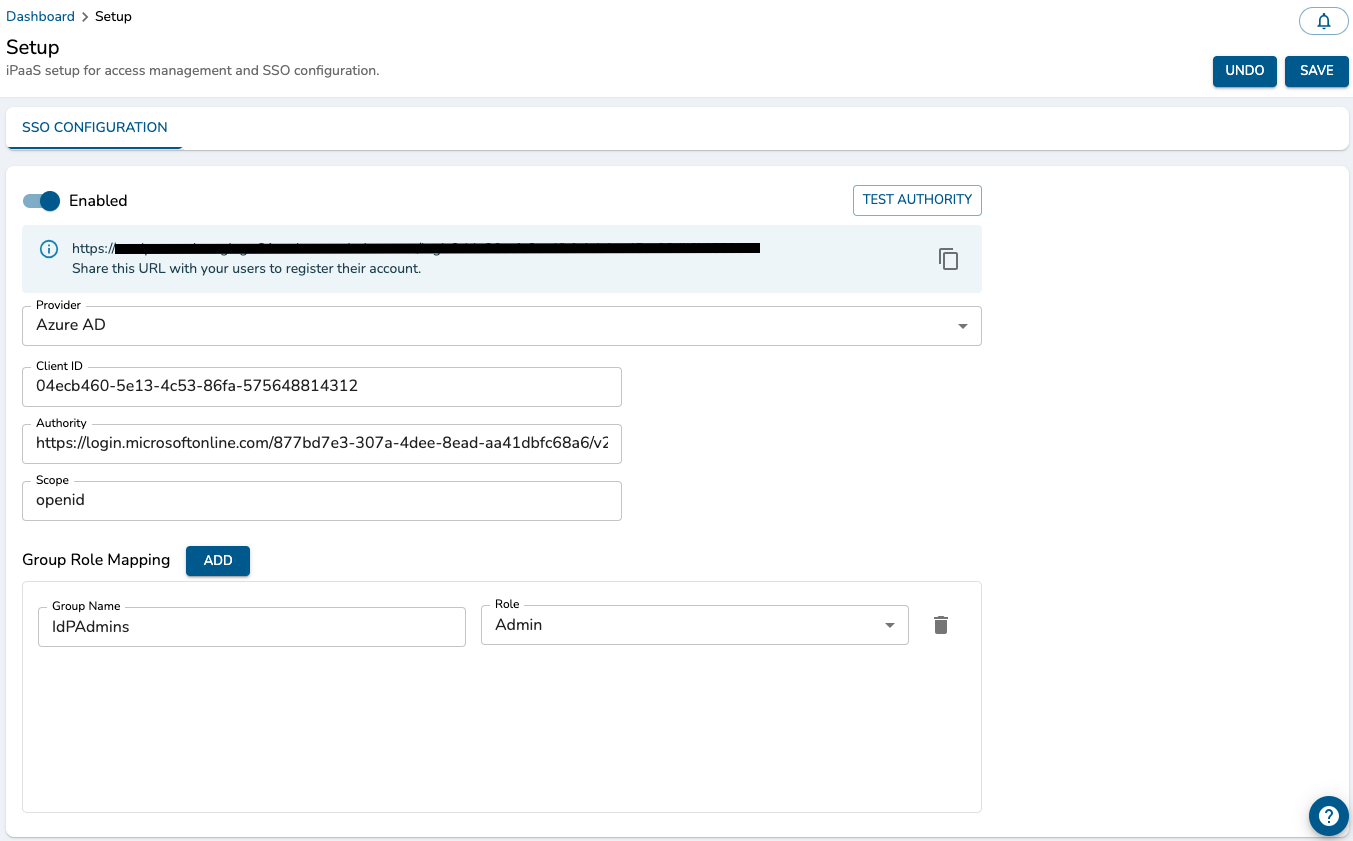 Dashboard > Setup
Setup
iPaaS setup for access management and SSO configuration.
UNDO
SAVE
SSO CONFIGURATION
Enabled
TEST AUTHORITY
https://
Share this URL with your users to register their account.
Provider
Azure AD
Client ID
04ecb460-5e13-4c53-86fa-575648814312
Authority
https://login.microsoftonline.com/877bd7e3-307a-4dee-8ead-aa41dbfc68a6/v2
Scope
openid
Group Role Mapping
ADD
Group Name
IdPAdmins
Role
Admin
?